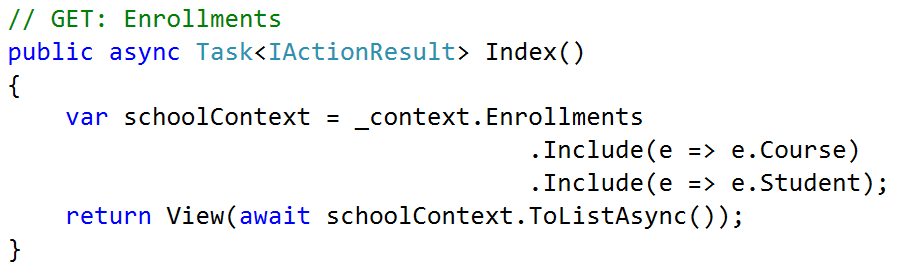 // GET: Enrollments
public async Task<IActionResult> Index()
{
    var schoolContext = _context.Enrollments
                                    .Include(e => e.Course)
                                    .Include(e => e.Student);
    return View(await schoolContext.ToListAsync());
}